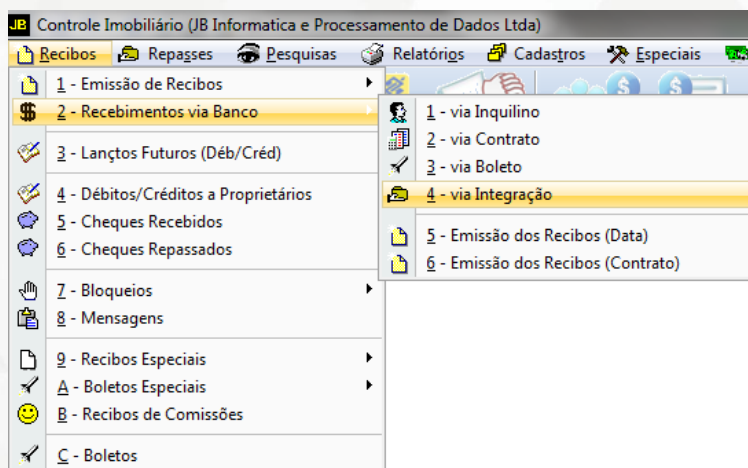 JB Controle Imobiliário (JB Informatica e Processamento de Dados Ltda)
Recibos Repasses Pesquisas Relatórios Cadastros Especiais
1 - Emissão de Recibos
2 - Recebimentos via Banco
3 - Lançtos Futuros (Déb/Créd)
4 - Débitos/Créditos a Proprietários
5 - Cheques Recebidos
6 - Cheques Repassados
7 - Bloqueios
8 - Mensagens
9 - Recibos Especiais
A - Boletos Especiais
B - Recibos de Comissões
C - Boletos
1 - via Inquilino
2 - via Contrato
3 - via Boleto
4 - via Integração
5 - Emissão dos Recibos (Data)
6 - Emissão dos Recibos (Contrato)